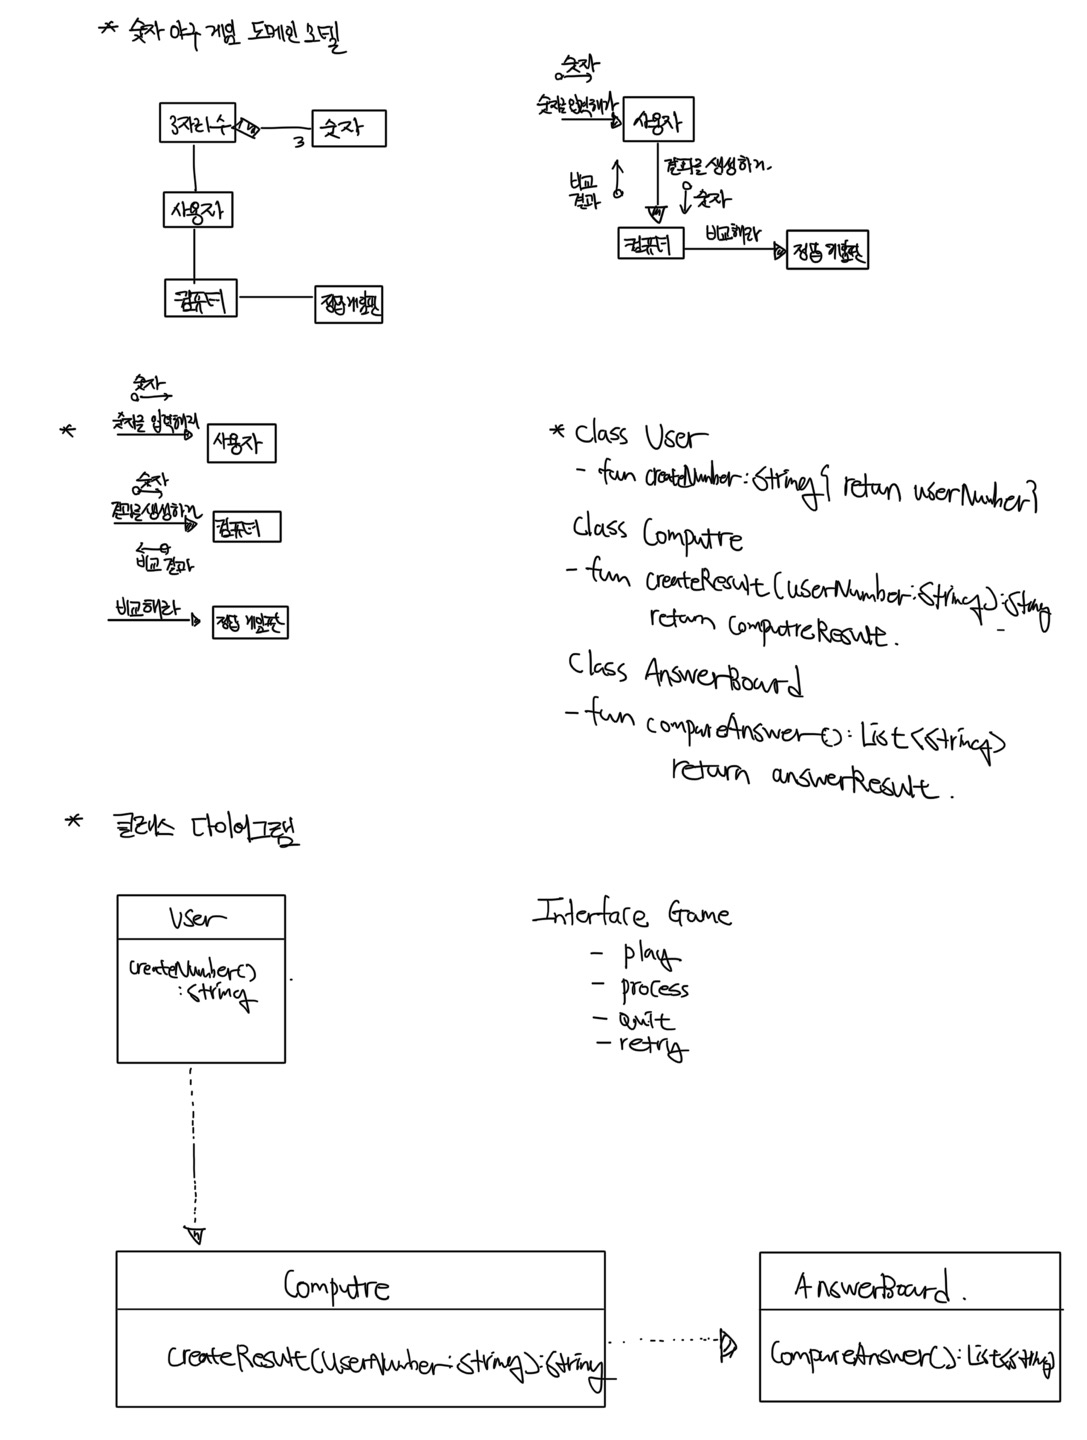 * 숫자 야구 게임 도메인 모델
3자리 수
3
숫자
사용자
컴퓨터
정답 게임판
숫자
숫자를 입력해라
사용자
비교
결과
결과를 생성하라.
숫자
컴퓨터
비교해라
정답 게임판
*
숫자
숫자를 입력해라
사용자
숫자
결과를 생성하라
컴퓨터
비교 결과
비교해라
정답 게임판
* Class User
- fun createNumber:String{ retun userNumber}
Class Computre
- fun createResult(userNumber:String):String
return computreResult.
Class AnswerBoard
- fun compareAnswer():List<String>
return answerResult.
* 클래스 다이어그램
User
createNumber()
:String
Interface Game
- play
- process
- quit
- retry
Computre
createResult(userNumber:String):String
AnswerBoard.
CompareAnswer():List<String>